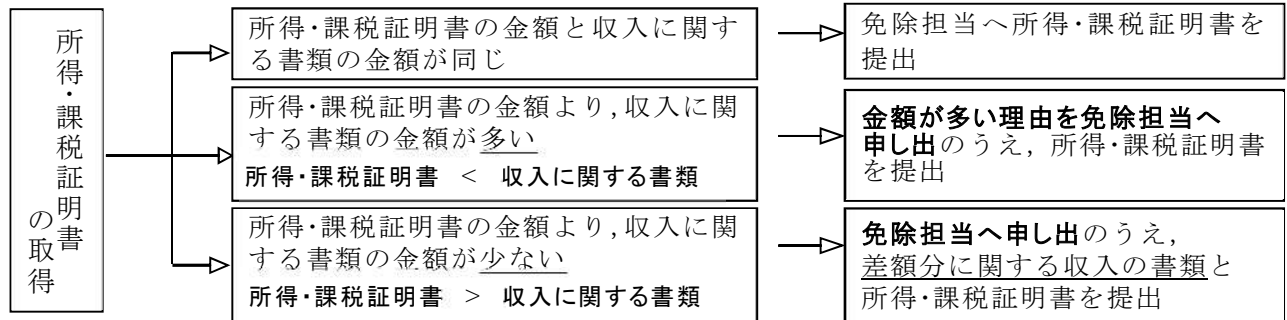 所得・課税証明書
の取得
所得・課税証明書の金額と収入に関す
る書類の金額が同じ
免除担当へ所得・課税証明書を
提出
所得・課税証明書の金額より,収入に関
する書類の金額が多い
所得・課税証明書 < 収入に関する書類
金額が多い理由を免除担当へ
申し出のうえ, 所得・課税証明書
を提出
所得・課税証明書の金額より,収入に関
する書類の金額が少ない
所得・課税証明書 > 収入に関する書類
免除担当へ申し出のうえ,
差額分に関する収入の書類と
所得・課税証明書を提出